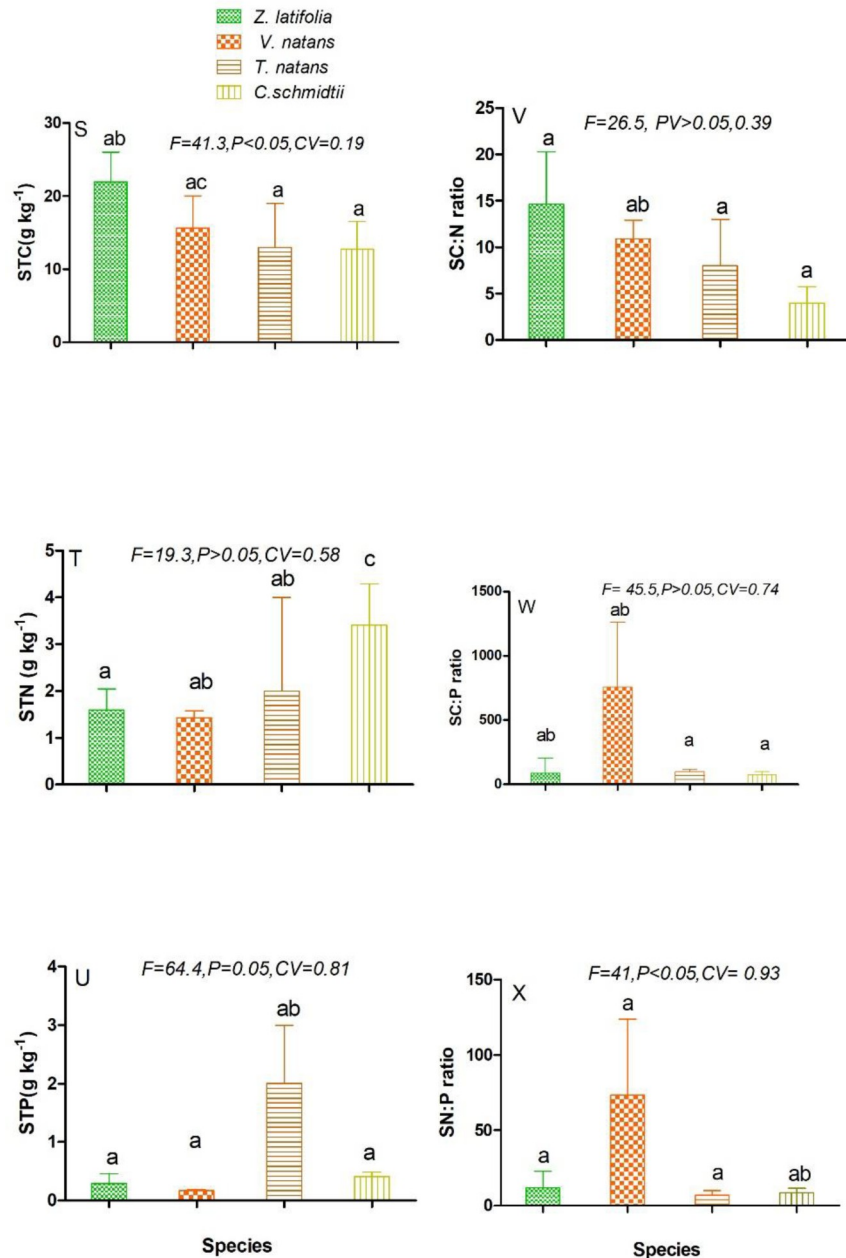 Z. latifolia
V. natans
T. natans
C.schmidtii
S
F=41.3,P<0.05,CV=0.19
ab
ac
a
a
30
20
10
0
STC(g kg⁻¹)
V
F=26.5, PV>0.05,0.39
a
ab
a
a
25
20
15
10
5
0
SC:N ratio
T
F=19.3,P>0.05,CV=0.58
a
ab
ab
c
5
4
3
2
1
0
STN (g kg⁻¹)
W
F= 45.5,P>0.05,CV=0.74
ab
ab
a
a
1500
1000
500
0
SC:P ratio
U
F=64.4,P=0.05,CV=0.81
a
a
ab
a
4
3
2
1
0
STP(g kg⁻¹)
Species
X
F=41,P<0.05,CV= 0.93
a
a
a
ab
150
100
50
0
SN:P ratio
Species